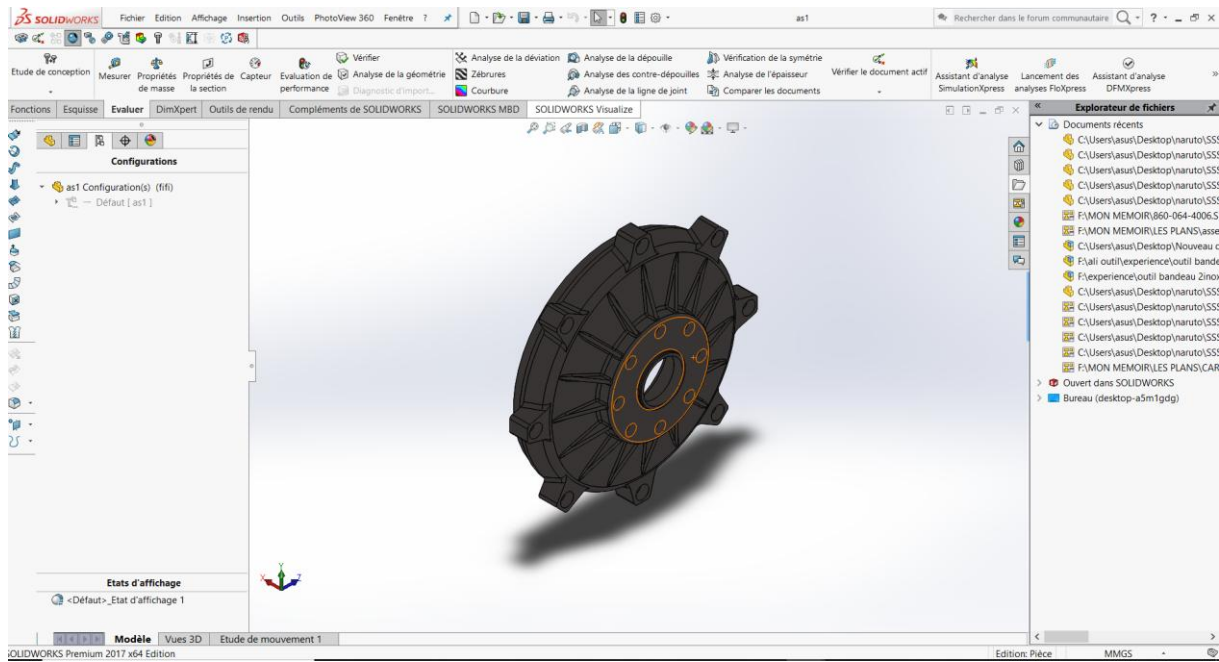 SOLIDWORKS Fichier Edition Affichage Insertion Outils PhotoView 360 Fenêtre ? as1 Rechercher dans le forum communautaire ?
Etude de conception
Mesurer
Propriétés de masse
Propriétés de la section
Capteur
Evaluation de performance
Vérifier
Analyse de la géométrie
Diagnostic d'import...
Analyse de la déviation
Zébrures
Courbure
Analyse de la dépouille
Analyse des contre-dépouilles
Analyse de la ligne de joint
Vérification de la symétrie
Analyse de l'épaisseur
Comparer les documents
Vérifier le document actif
Assistant d'analyse SimulationXpress
Lancement des analyses FloXpress
Assistant d'analyse DFMXpress
Fonctions Esquisse Evaluer DimXpert Outils de rendu Compléments de SOLIDWORKS SOLIDWORKS MBD SOLIDWORKS Visualize
Configurations
as1 Configuration(s) (fifi)
Défaut [ as1 ]
Explorateur de fichiers
Documents récents
C:\Users\asus\Desktop\naruto\SSS
C:\Users\asus\Desktop\naruto\SSS
C:\Users\asus\Desktop\naruto\SSS
C:\Users\asus\Desktop\naruto\SSS
C:\Users\asus\Desktop\naruto\SSS
F:\MON MEMOIR\860-064-4006.S
F:\MON MEMOIR\LES PLANS\asse
C:\Users\asus\Desktop\Nouveau c
F:\ali outil\experience\outil bande
F:\experience\outil bandeau 2inox
C:\Users\asus\Desktop\naruto\SSS
C:\Users\asus\Desktop\naruto\SSS
C:\Users\asus\Desktop\naruto\SSS
C:\Users\asus\Desktop\naruto\SSS
C:\Users\asus\Desktop\naruto\SSS
F:\MON MEMOIR\LES PLANS\CAR
Ouvert dans SOLIDWORKS
Bureau (desktop-a5m1gdg)
Y
X Z
Etats d'affichage
<Défaut>_Etat d'affichage 1
Modèle Vues 3D Etude de mouvement 1
SOLIDWORKS Premium 2017 x64 Edition Edition: Pièce MMGS